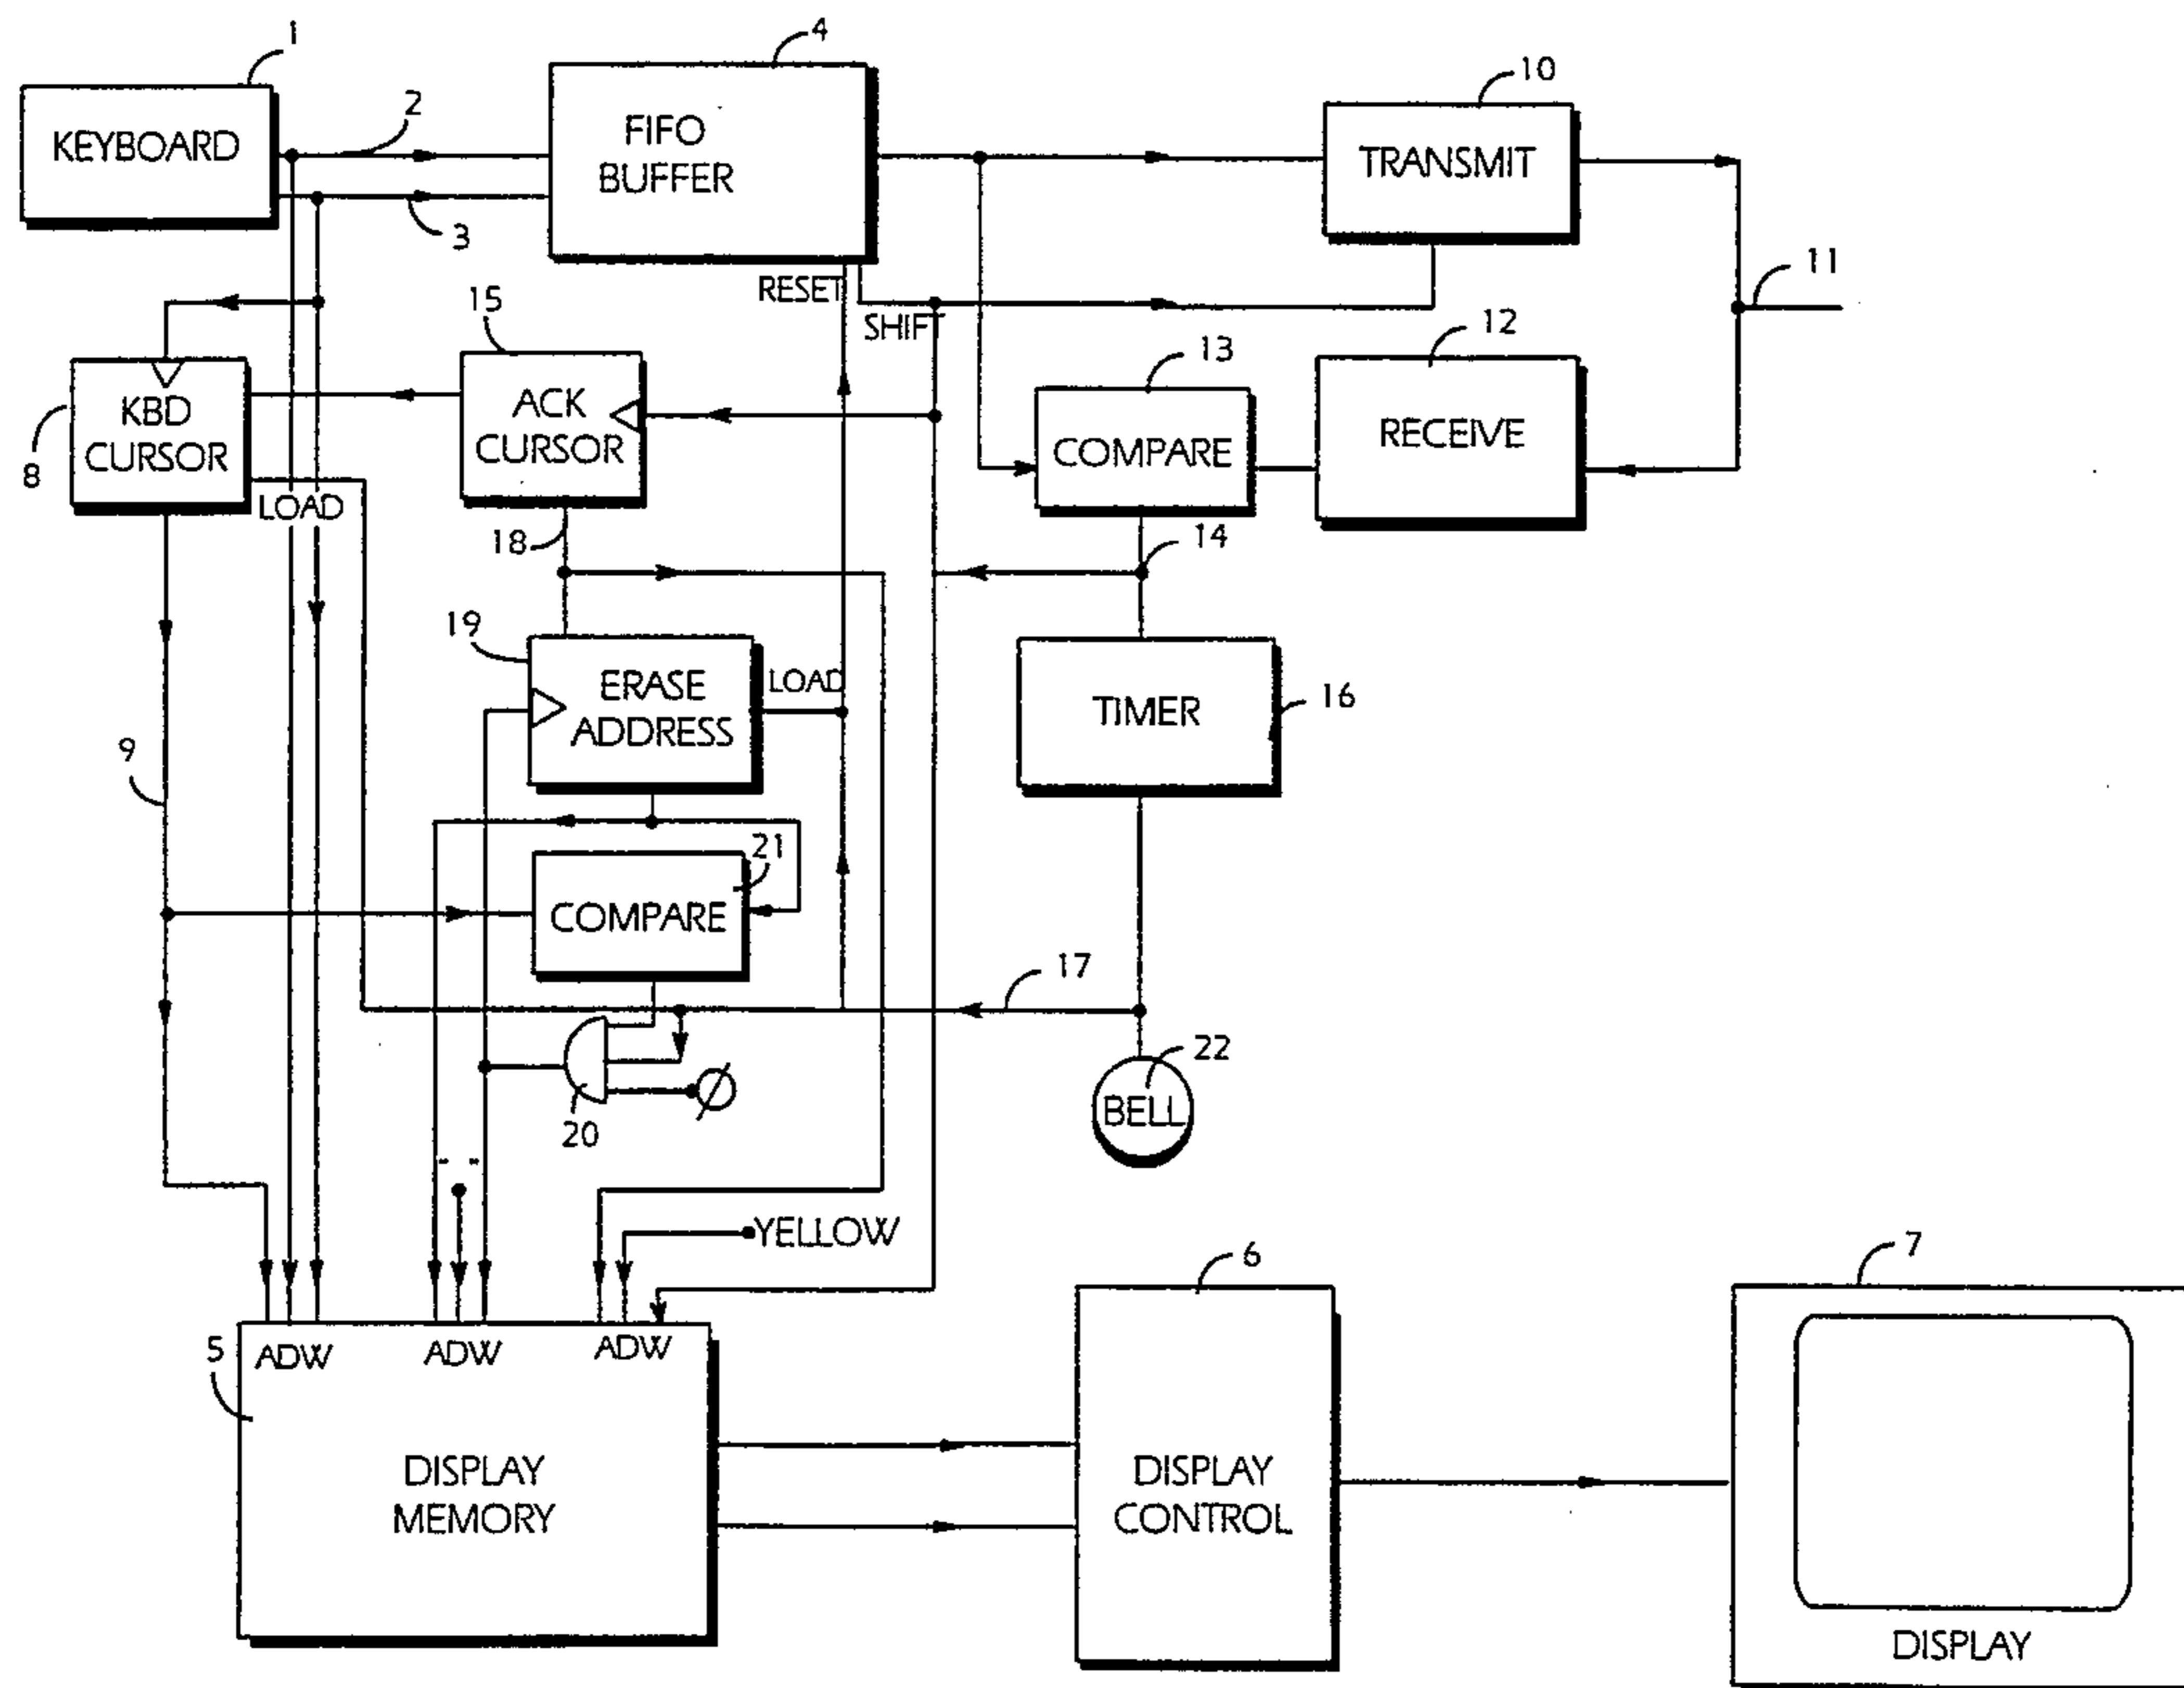 1
4
10
KEYBOARD
2
3
FIFO
BUFFER
TRANSMIT
11
RESET
SHIFT
15
13
12
8
KBD
CURSOR
ACK
CURSOR
COMPARE
RECEIVE
LOAD
18
14
19
ERASE
ADDRESS
LOAD
TIMER
16
9
21
COMPARE
17
20
Ø
22
BELL
" "
YELLOW
6
7
5
ADW
ADW
ADW
DISPLAY
MEMORY
DISPLAY
CONTROL
DISPLAY